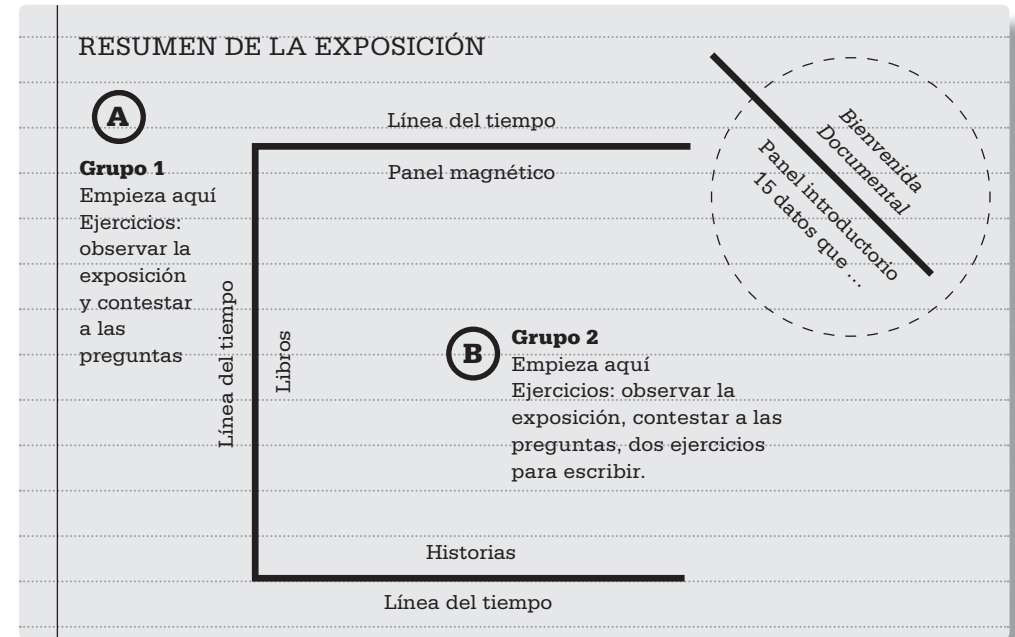 RESUMEN DE LA EXPOSICIÓN
A
Grupo 1
Empieza aquí
Ejercicios:
observar la
exposición
y contestar
a las
preguntas
Línea del tiempo
Panel magnético
Bienvenida
Documental
Panel introductorio
15 datos que ...
Línea del tiempo
Libros
B
Grupo 2
Empieza aquí
Ejercicios: observar la
exposición, contestar a las
preguntas, dos ejercicios
para escribir.
Historias
Línea del tiempo